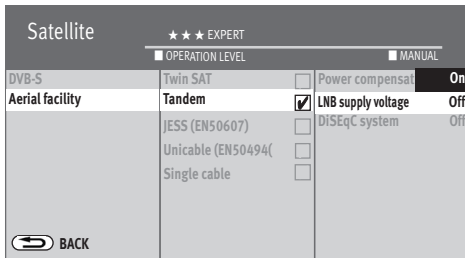 Satellite
★ ★ ★ EXPERT
OPERATION LEVEL MANUAL
DVB-S Twin SAT Power compensat On
Aerial facility Tandem LNB supply voltage Off
JESS (EN50607) DiSEqC system Off
Unicable (EN50494(
Single cable
BACK